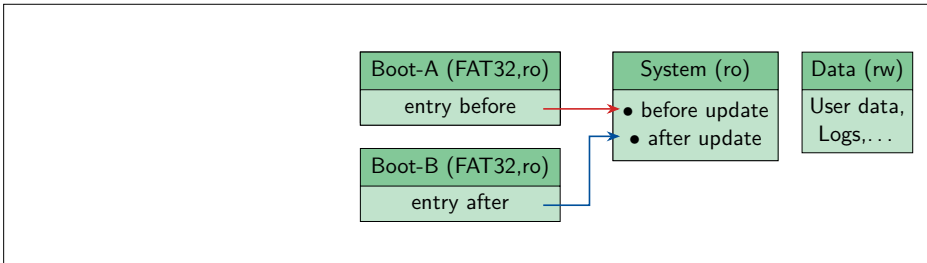 Boot-A (FAT32,ro)
entry before
Boot-B (FAT32,ro)
entry after
System (ro)
• before update
• after update
Data (rw)
User data,
Logs,...